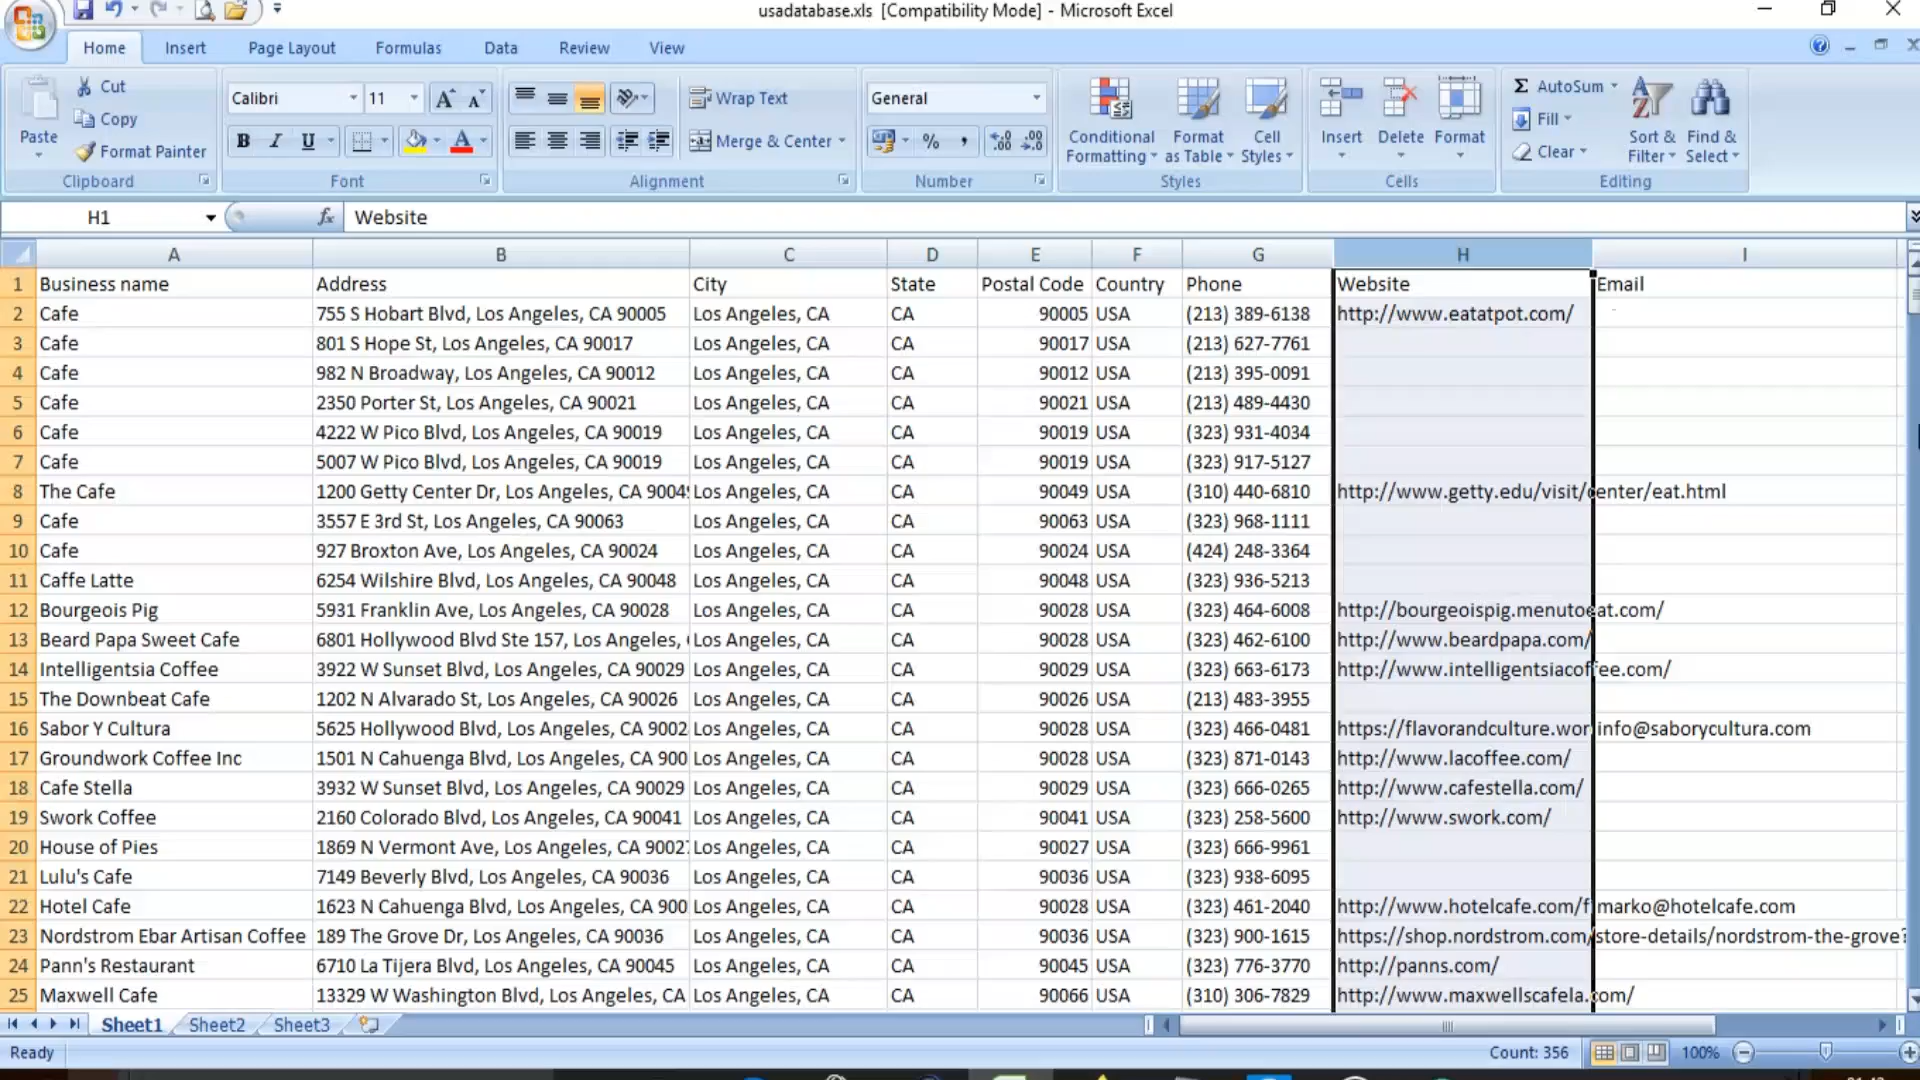 usadatabase.xls [Compatibility Mode] - Microsoft Excel
Home Insert Page Layout Formulas Data Review View
Paste Cut Copy Format Painter Clipboard
Calibri 11 A A B I U A Font
Wrap Text Merge & Center Alignment
General % , .0 .00 .00 .0 Number
Conditional Formatting Format as Table Cell Styles Styles
Insert Delete Format Cells
Σ AutoSum Fill Clear Sort & Filter Find & Select Editing
H1 fx Website
A B C D E F G H I
1 Business name Address City State Postal Code Country Phone Website Email
2 Cafe 755 S Hobart Blvd, Los Angeles, CA 90005 Los Angeles, CA CA 90005 USA (213) 389-6138 http://www.eatatpot.com/
3 Cafe 801 S Hope St, Los Angeles, CA 90017 Los Angeles, CA CA 90017 USA (213) 627-7761
4 Cafe 982 N Broadway, Los Angeles, CA 90012 Los Angeles, CA CA 90012 USA (213) 395-0091
5 Cafe 2350 Porter St, Los Angeles, CA 90021 Los Angeles, CA CA 90021 USA (213) 489-4430
6 Cafe 4222 W Pico Blvd, Los Angeles, CA 90019 Los Angeles, CA CA 90019 USA (323) 931-4034
7 Cafe 5007 W Pico Blvd, Los Angeles, CA 90019 Los Angeles, CA CA 90019 USA (323) 917-5127
8 The Cafe 1200 Getty Center Dr, Los Angeles, CA 90049 Los Angeles, CA CA 90049 USA (310) 440-6810 http://www.getty.edu/visit/center/eat.html
9 Cafe 3557 E 3rd St, Los Angeles, CA 90063 Los Angeles, CA CA 90063 USA (323) 968-1111
10 Cafe 927 Broxton Ave, Los Angeles, CA 90024 Los Angeles, CA CA 90024 USA (424) 248-3364
11 Caffe Latte 6254 Wilshire Blvd, Los Angeles, CA 90048 Los Angeles, CA CA 90048 USA (323) 936-5213
12 Bourgeois Pig 5931 Franklin Ave, Los Angeles, CA 90028 Los Angeles, CA CA 90028 USA (323) 464-6008 http://bourgeoispig.menutoeat.com/
13 Beard Papa Sweet Cafe 6801 Hollywood Blvd Ste 157, Los Angeles, Los Angeles, CA CA 90028 USA (323) 462-6100 http://www.beardpapa.com/
14 Intelligentsia Coffee 3922 W Sunset Blvd, Los Angeles, CA 90029 Los Angeles, CA CA 90029 USA (323) 663-6173 http://www.intelligentsiacoffee.com/
15 The Downbeat Cafe 1202 N Alvarado St, Los Angeles, CA 90026 Los Angeles, CA CA 90026 USA (213) 483-3955
16 Sabor Y Cultura 5625 Hollywood Blvd, Los Angeles, CA 9002 Los Angeles, CA CA 90028 USA (323) 466-0481 https://flavorandculture.wor info@saborycultura.com
17 Groundwork Coffee Inc 1501 N Cahuenga Blvd, Los Angeles, CA 900 Los Angeles, CA CA 90028 USA (323) 871-0143 http://www.lacoffee.com/
18 Cafe Stella 3932 W Sunset Blvd, Los Angeles, CA 90029 Los Angeles, CA CA 90029 USA (323) 666-0265 http://www.cafestella.com/
19 Swork Coffee 2160 Colorado Blvd, Los Angeles, CA 90041 Los Angeles, CA CA 90041 USA (323) 258-5600 http://www.swork.com/
20 House of Pies 1869 N Vermont Ave, Los Angeles, CA 90027 Los Angeles, CA CA 90027 USA (323) 666-9961
21 Lulu's Cafe 7149 Beverly Blvd, Los Angeles, CA 90036 Los Angeles, CA CA 90036 USA (323) 938-6095
22 Hotel Cafe 1623 N Cahuenga Blvd, Los Angeles, CA 900 Los Angeles, CA CA 90028 USA (323) 461-2040 http://www.hotelcafe.com/f marko@hotelcafe.com
23 Nordstrom Ebar Artisan Coffee 189 The Grove Dr, Los Angeles, CA 90036 Los Angeles, CA CA 90036 USA (323) 900-1615 https://shop.nordstrom.com/store-details/nordstrom-the-grove?
24 Pann's Restaurant 6710 La Tijera Blvd, Los Angeles, CA 90045 Los Angeles, CA CA 90045 USA (323) 776-3770 http://panns.com/
25 Maxwell Cafe 13329 W Washington Blvd, Los Angeles, CA Los Angeles, CA CA 90066 USA (310) 306-7829 http://www.maxwellscafela.com/
Sheet1 Sheet2 Sheet3
Ready Count: 356 100%